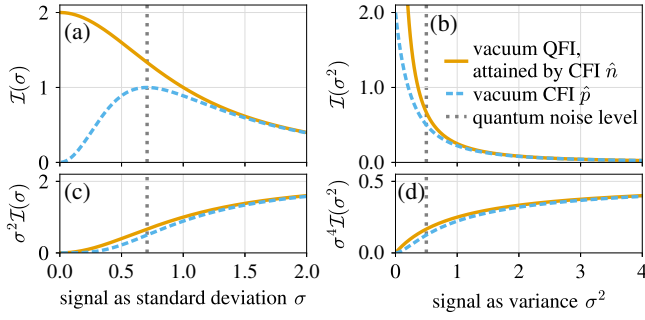 (a)
I(σ)
2
1
0
(b)
I(σ²)
2.0
1.0
0.0
vacuum QFI,
attained by CFI n̂
vacuum CFI p̂
quantum noise level
(c)
σ²I(σ)
2
0
0.0 0.5 1.0 1.5 2.0
signal as standard deviation σ
(d)
σ⁴I(σ²)
0.5
0.0
0 1 2 3 4
signal as variance σ²